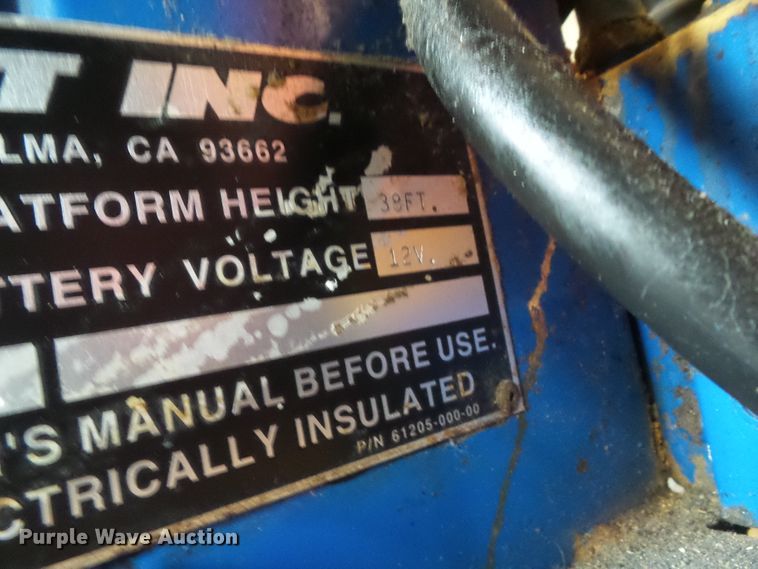 T INC.
LMA, CA 93662
ATFORM HEIGHT 38FT.
TTERY VOLTAGE 12V.
'S MANUAL BEFORE USE.
CTRICALLY INSULATED
P/N 61205-000-00
Purple Wave Auction